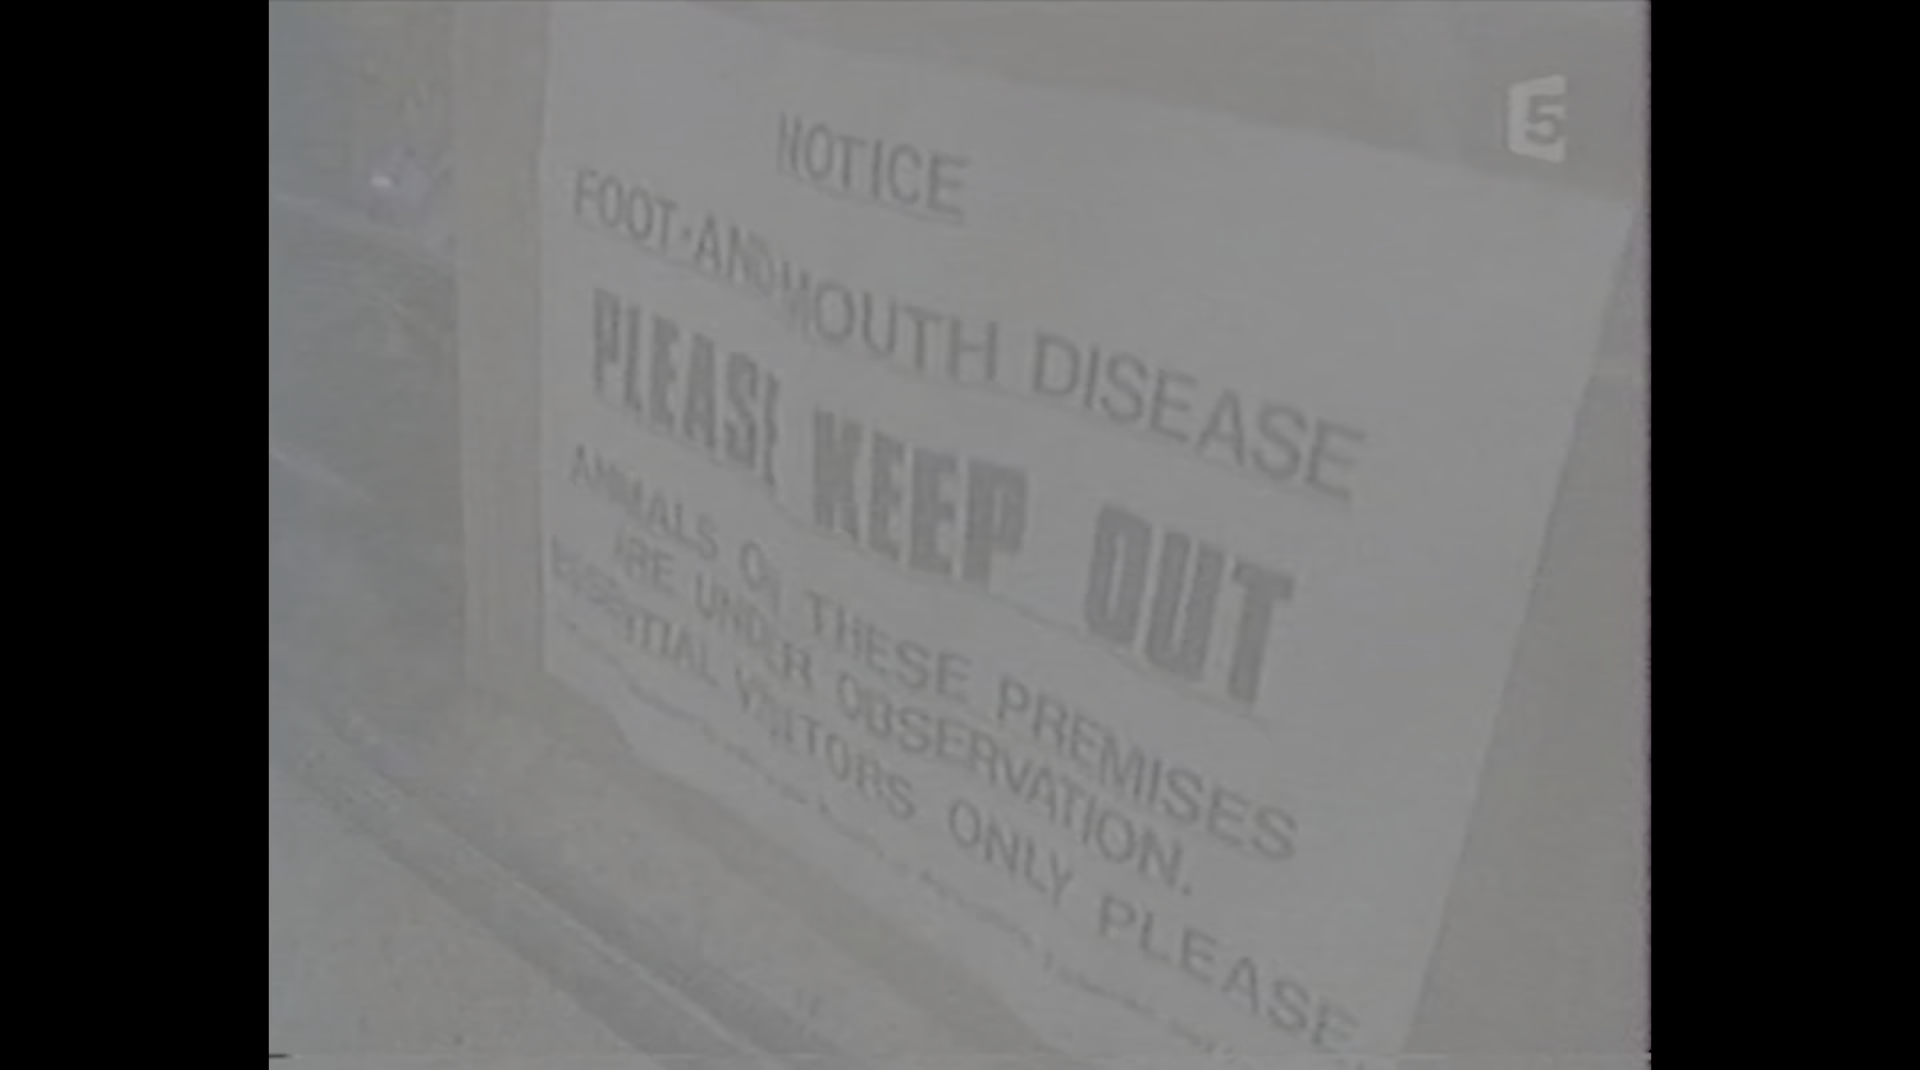 5
NOTICE
FOOT-AND MOUTH DISEASE
PLEASE KEEP OUT
ANIMALS ON THESE PREMISES
ARE UNDER OBSERVATION.
ESSENTIAL VISITORS ONLY PLEASE